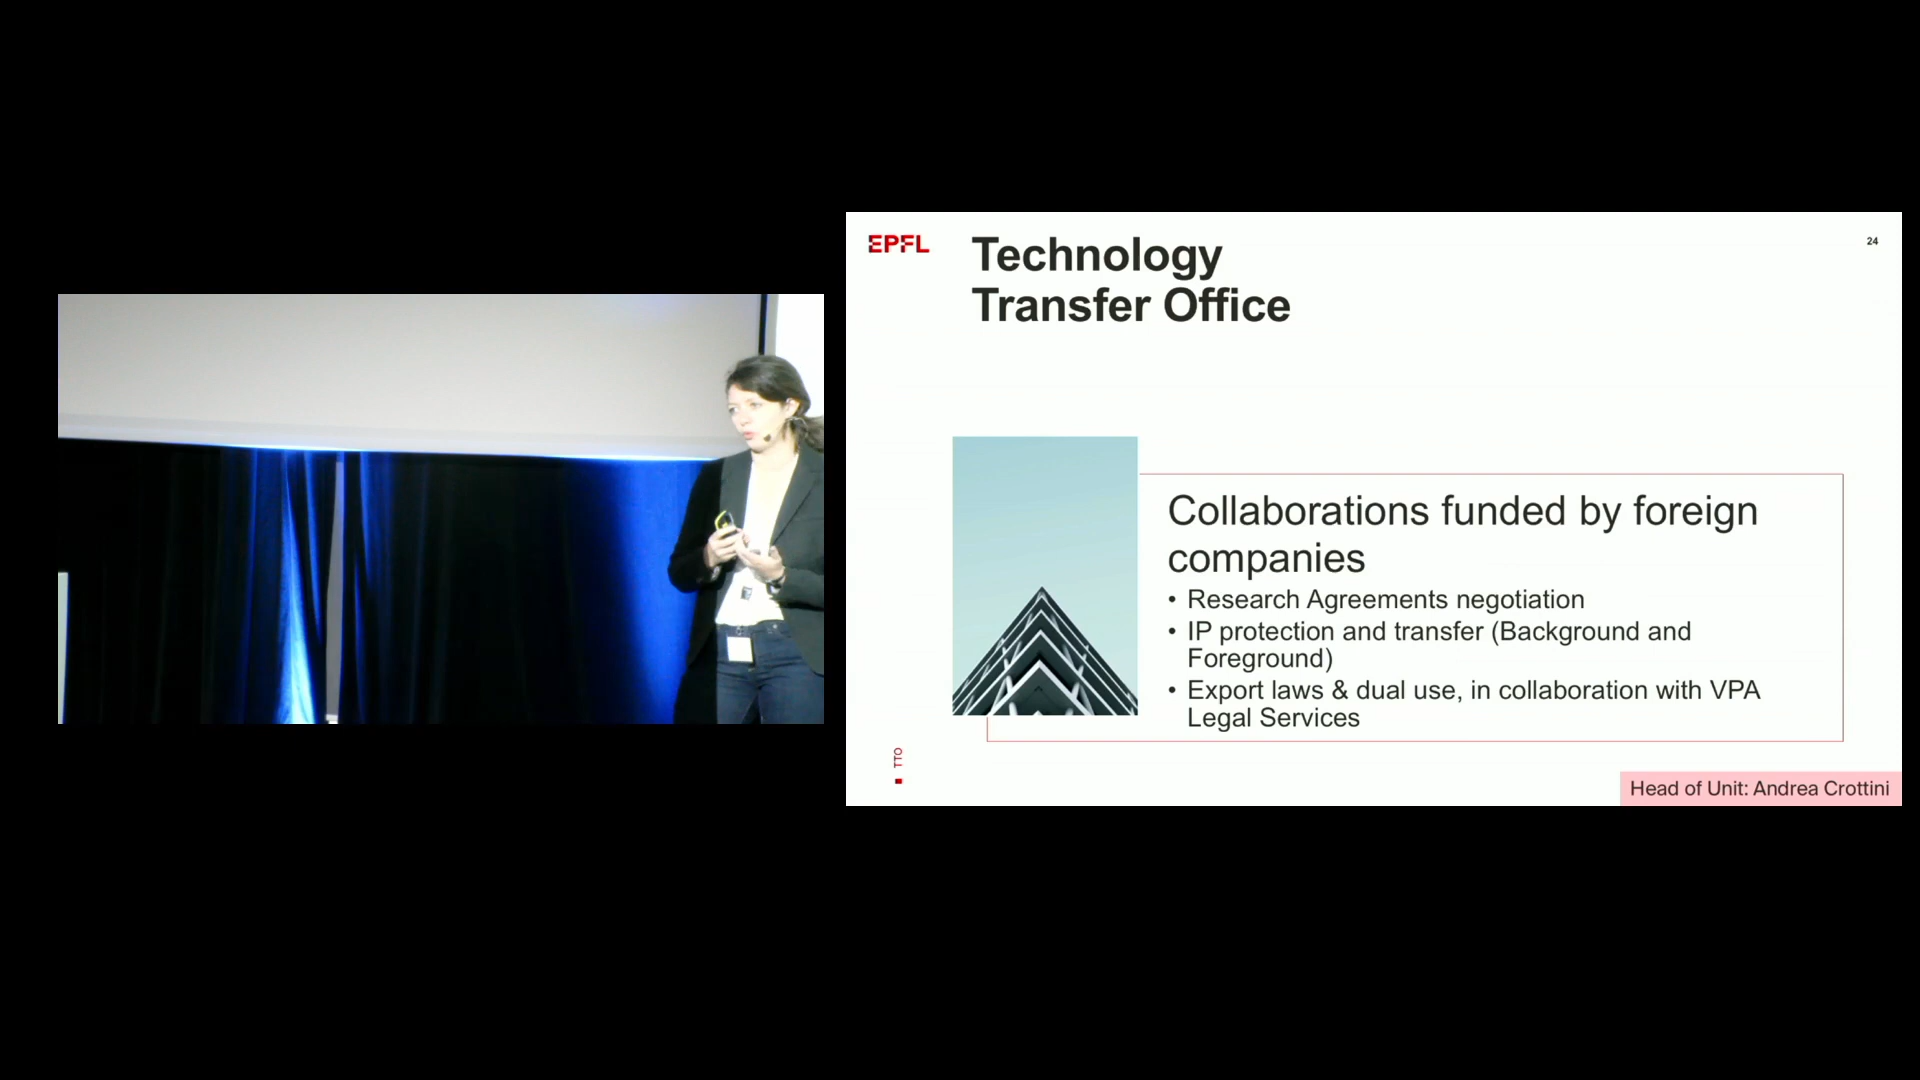 EPFL
Technology
Transfer Office
24
Collaborations funded by foreign
companies
• Research Agreements negotiation
• IP protection and transfer (Background and
Foreground)
• Export laws & dual use, in collaboration with VPA
Legal Services
TTO
Head of Unit: Andrea Crottini